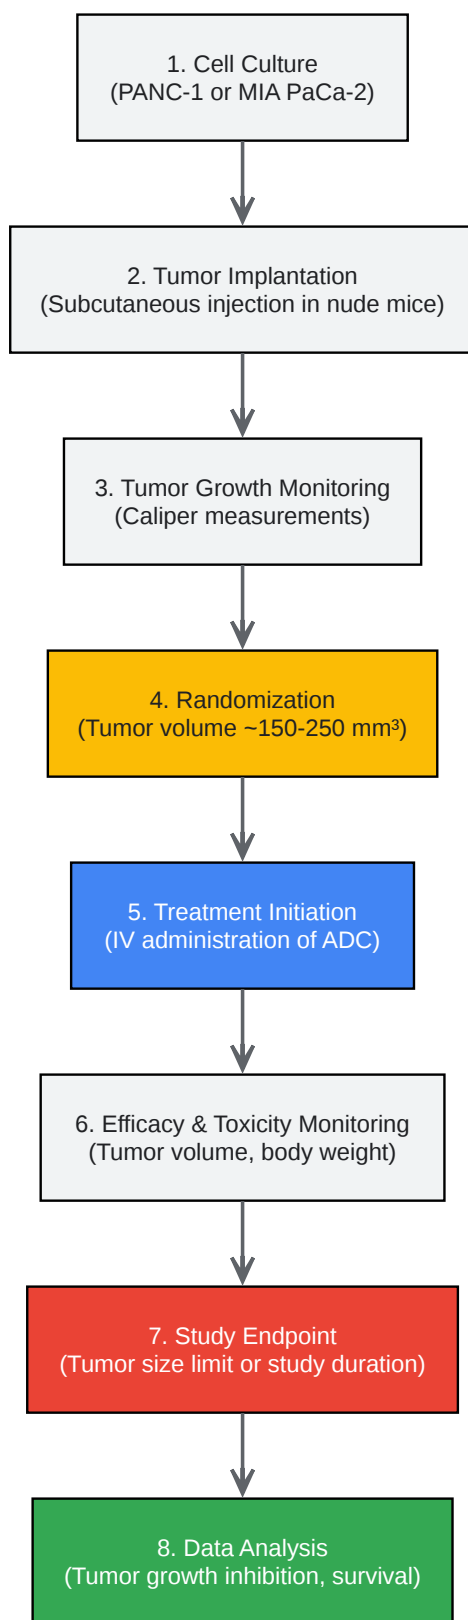 1. Cell Culture
(PANC-1 or MIA PaCa-2)
2. Tumor Implantation
(Subcutaneous injection in nude mice)
3. Tumor Growth Monitoring
(Caliper measurements)
4. Randomization
(Tumor volume ~150-250 mm³)
5. Treatment Initiation
(IV administration of ADC)
6. Efficacy & Toxicity Monitoring
(Tumor volume, body weight)
7. Study Endpoint
(Tumor size limit or study duration)
8. Data Analysis
(Tumor growth inhibition, survival)